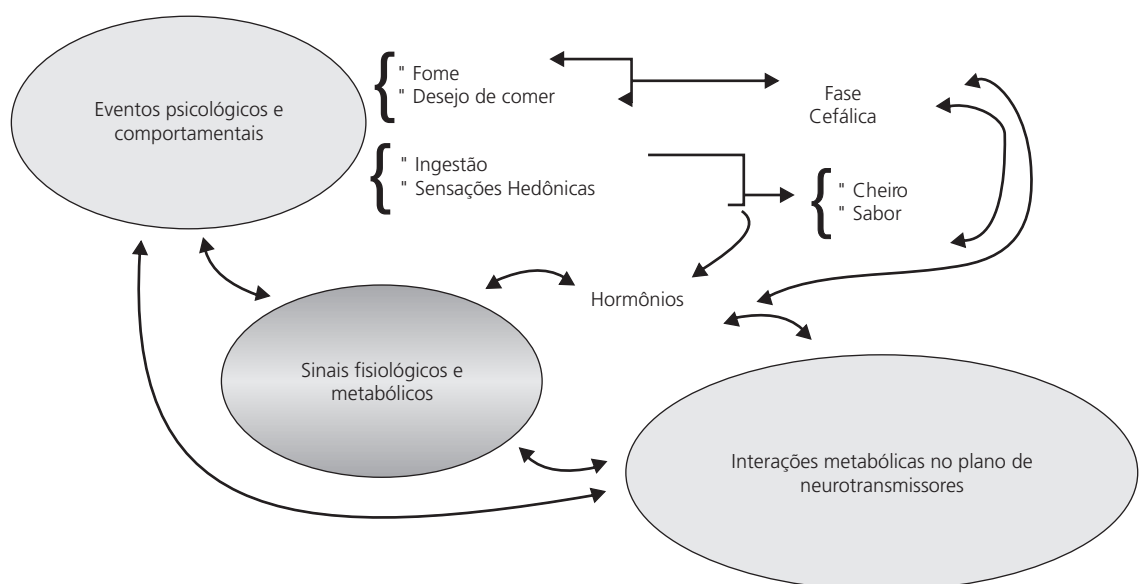 Eventos psicológicos e
comportamentais
" Fome
" Desejo de comer
" Ingestão
" Sensações Hedônicas
Fase
Cefálica
" Cheiro
" Sabor
Hormônios
Sinais fisiológicos e
metabólicos
Interações metabólicas no plano de
neurotransmissores